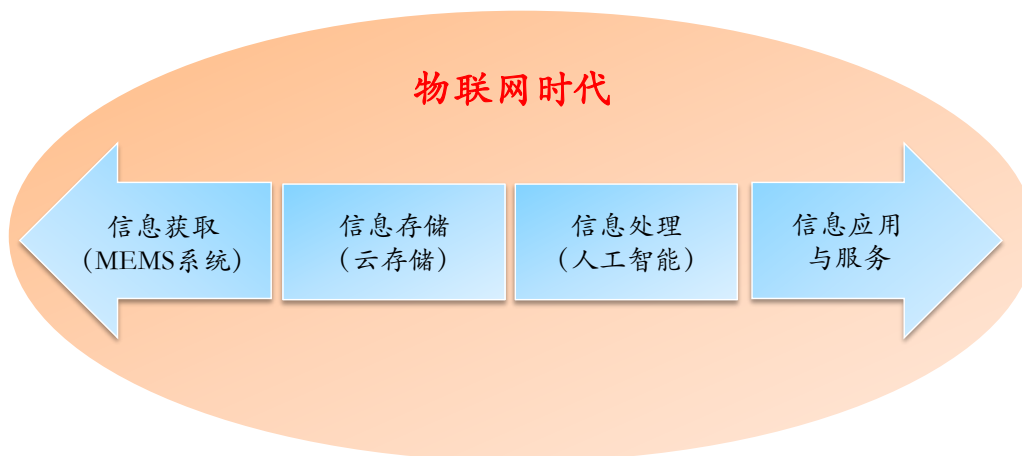 物联网时代
信息获取
（MEMS系统）
信息存储
（云存储）
信息处理
（人工智能）
信息应用
与服务